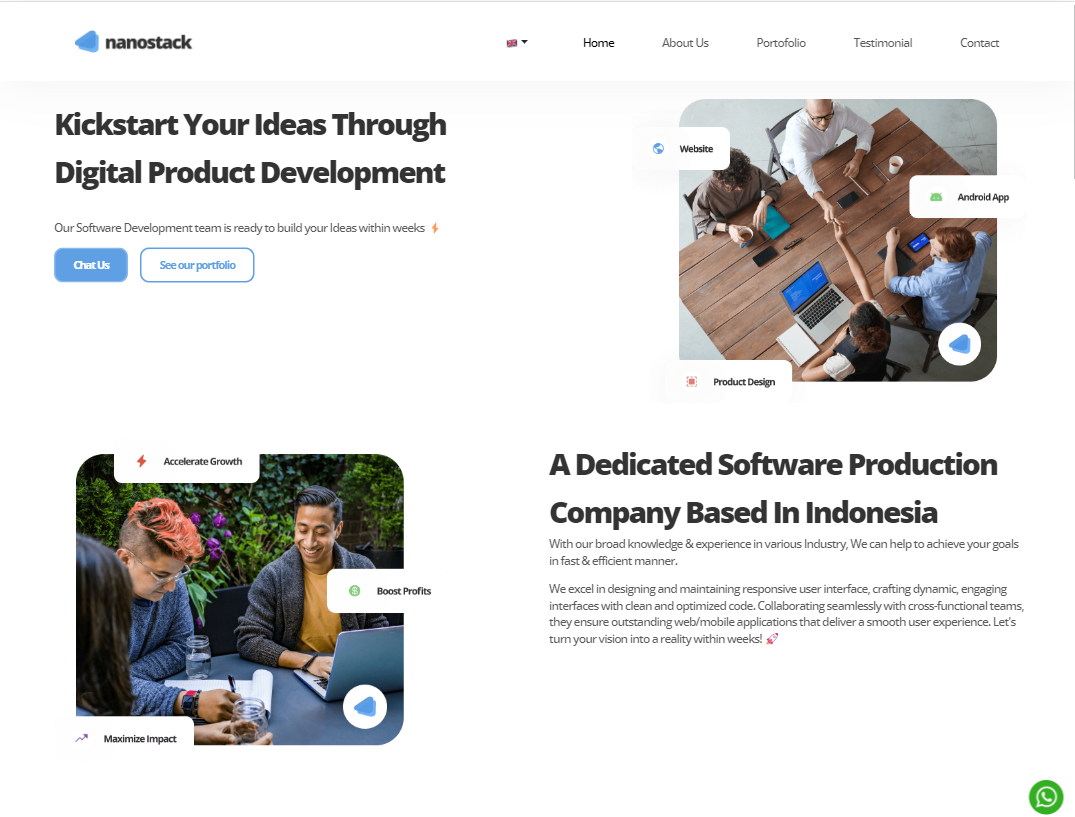 nanostack
Home
About Us
Portofolio
Testimonial
Contact
Kickstart Your Ideas Through
Digital Product Development
Our Software Development team is ready to build your Ideas within weeks
Chat Us
See our portfolio
Website
Android App
Product Design
Accelerate Growth
Boost Profits
Maximize Impact
A Dedicated Software Production
Company Based In Indonesia
With our broad knowledge & experience in various Industry, We can help to achieve your goals
in fast & efficient manner.
We excel in designing and maintaining responsive user interface, crafting dynamic, engaging
interfaces with clean and optimized code. Collaborating seamlessly with cross-functional teams,
they ensure outstanding web/mobile applications that deliver a smooth user experience. Let's
turn your vision into a reality within weeks! 🚀